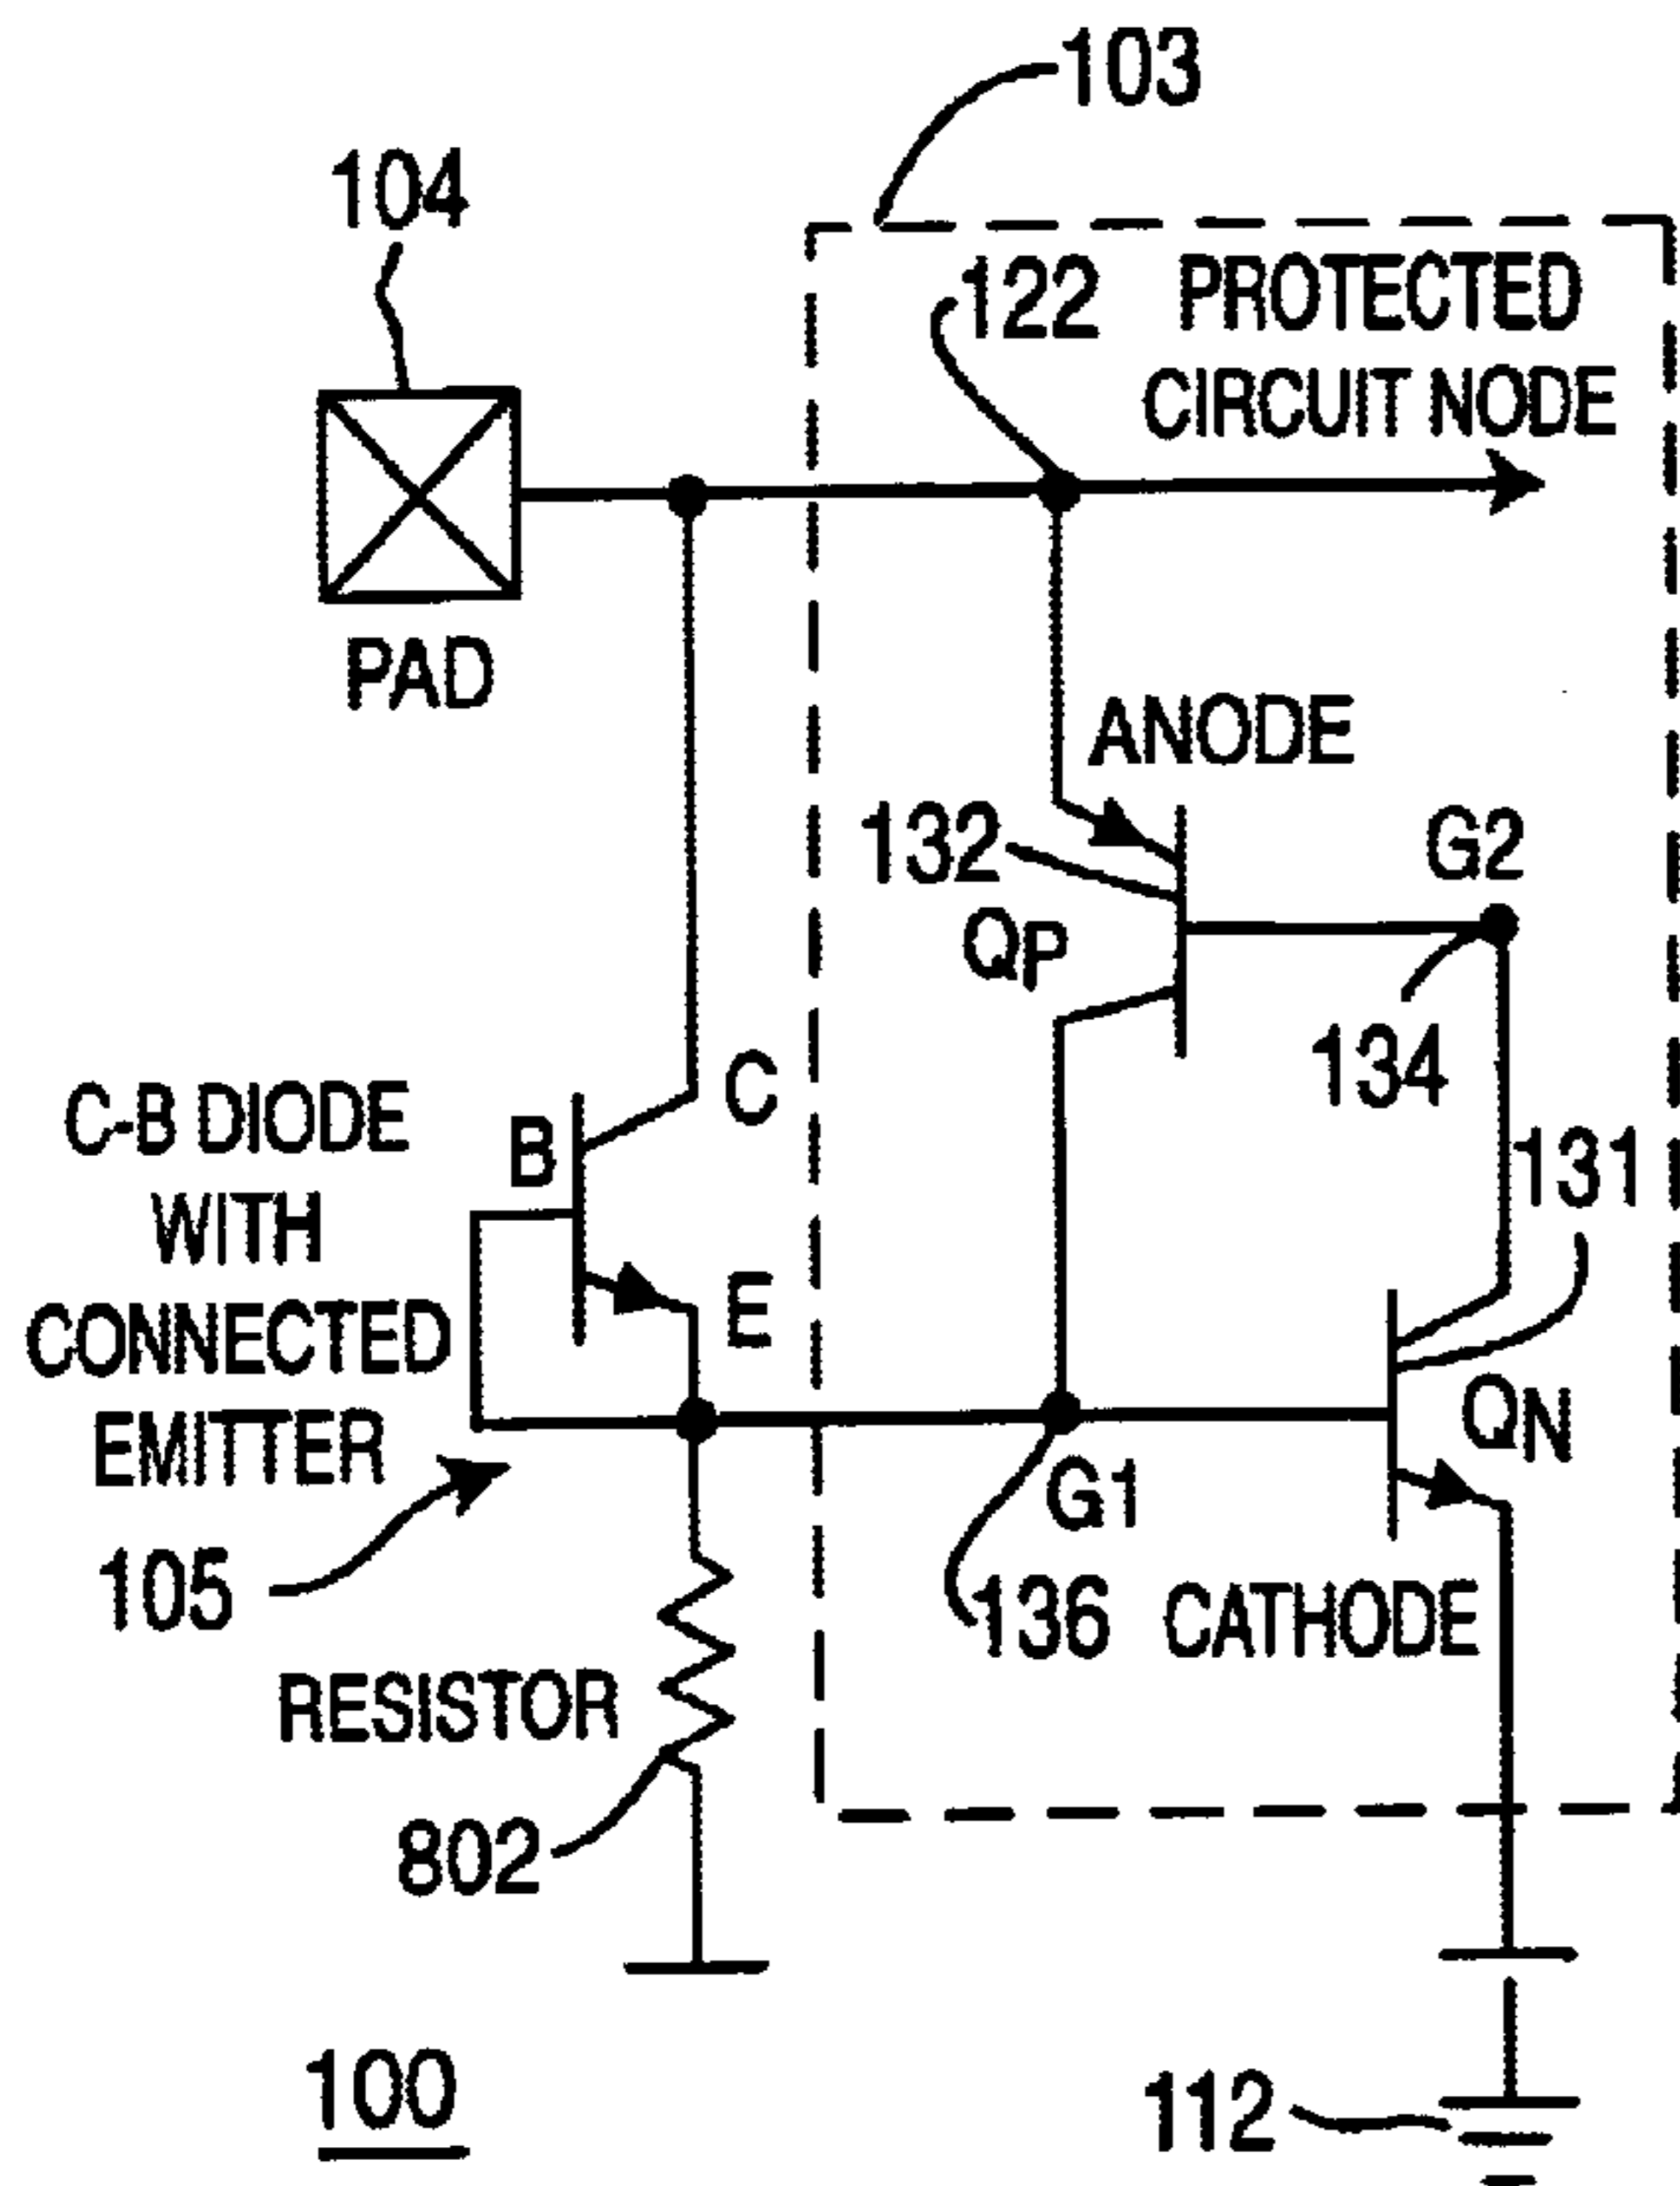 103
104
122 PROTECTED
CIRCUIT NODE
PAD
ANODE
132
G2
QP
134
C
C-B DIODE
WITH
CONNECTED
EMITTER
B
E
131
QN
G1
105
136 CATHODE
RESISTOR
802
100
112